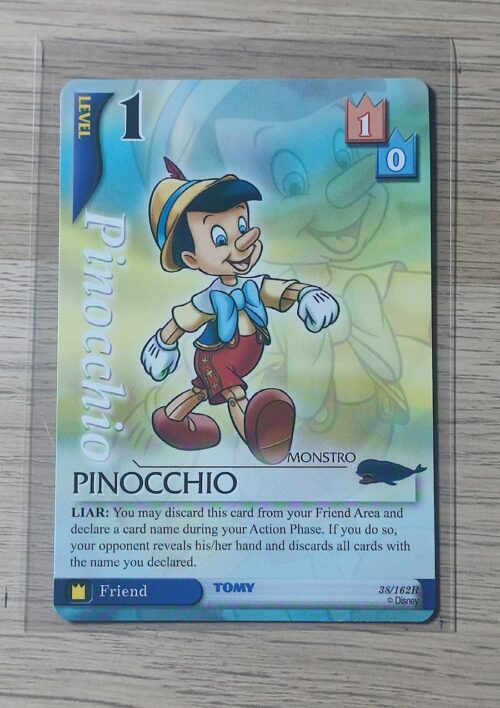 LEVEL
1
1
0
Pinocchio
MONSTRO
PINOCCHIO
LIAR: You may discard this card from your Friend Area and
declare a card name during your Action Phase. If you do so,
your opponent reveals his/her hand and discards all cards with
the name you declared.
Friend
TOMY
38/162R
© Disney